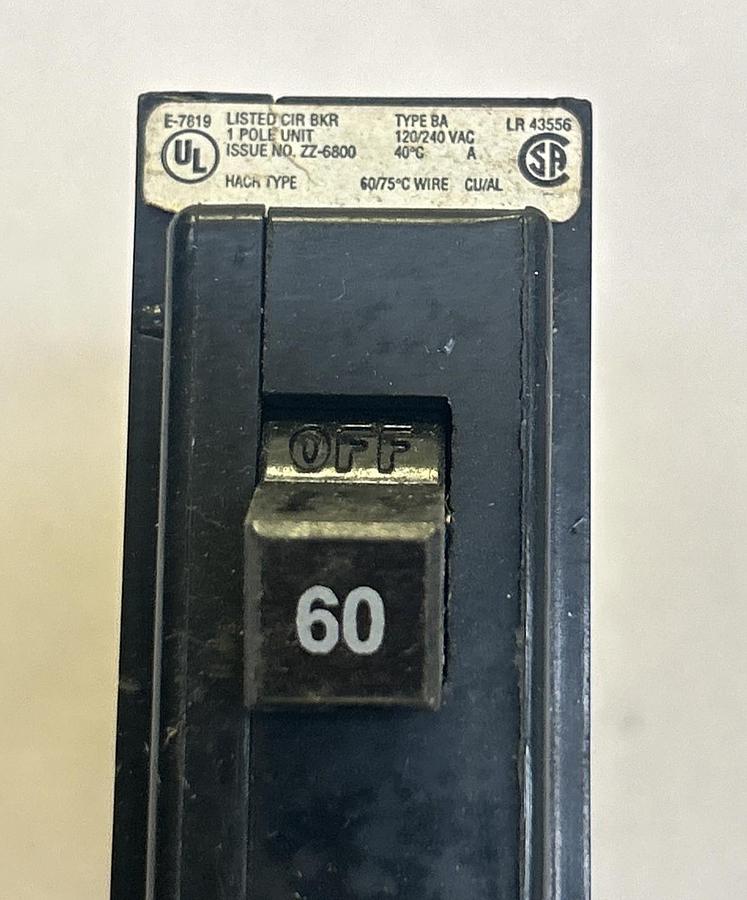 E-7819 LISTED CIR BKR TYPE BA LR 43556
UL 1 POLE UNIT 120/240 VAC SA
ISSUE NO. ZZ-6800 40°C A
HACR TYPE 60/75°C WIRE CU/AL
OFF
60